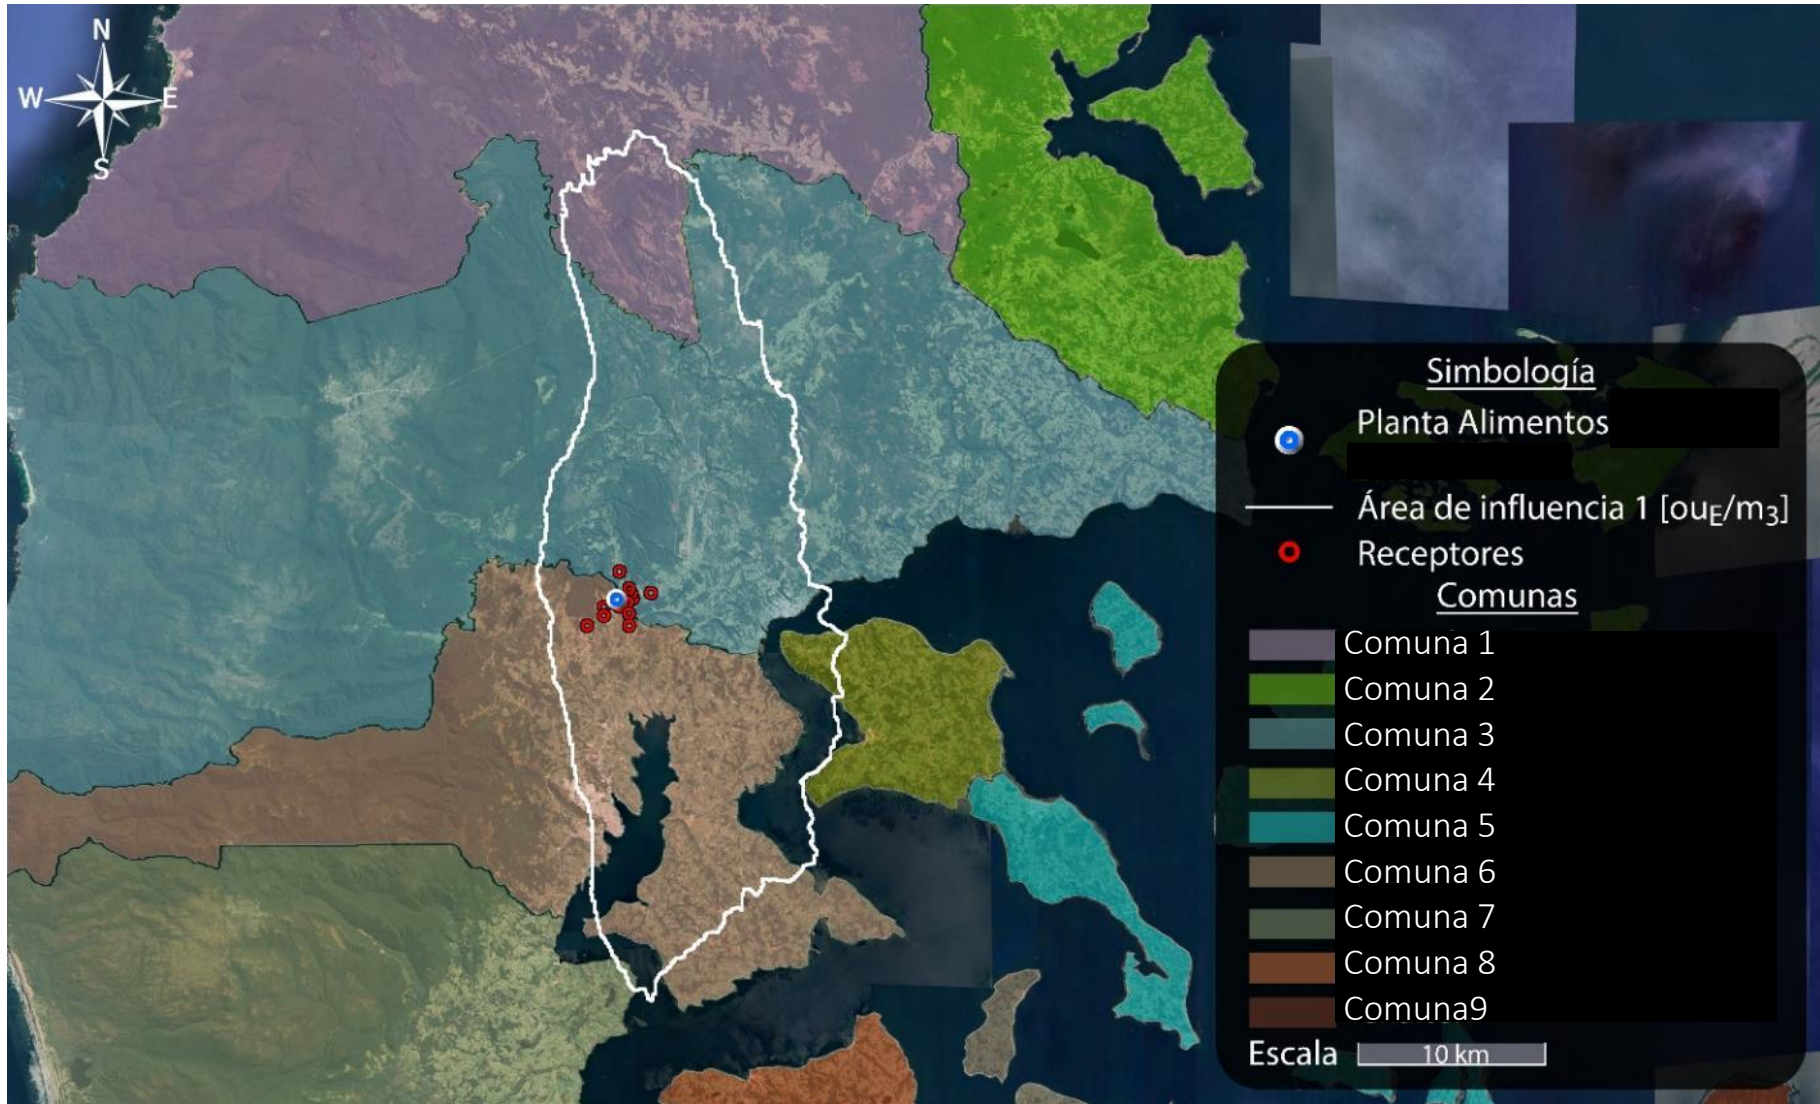 N
W E
S
Simbología
Planta Alimentos
Área de influencia 1 [ouE/m3]
Receptores
Comunas
Comuna 1
Comuna 2
Comuna 3
Comuna 4
Comuna 5
Comuna 6
Comuna 7
Comuna 8
Comuna9
Escala 10 km